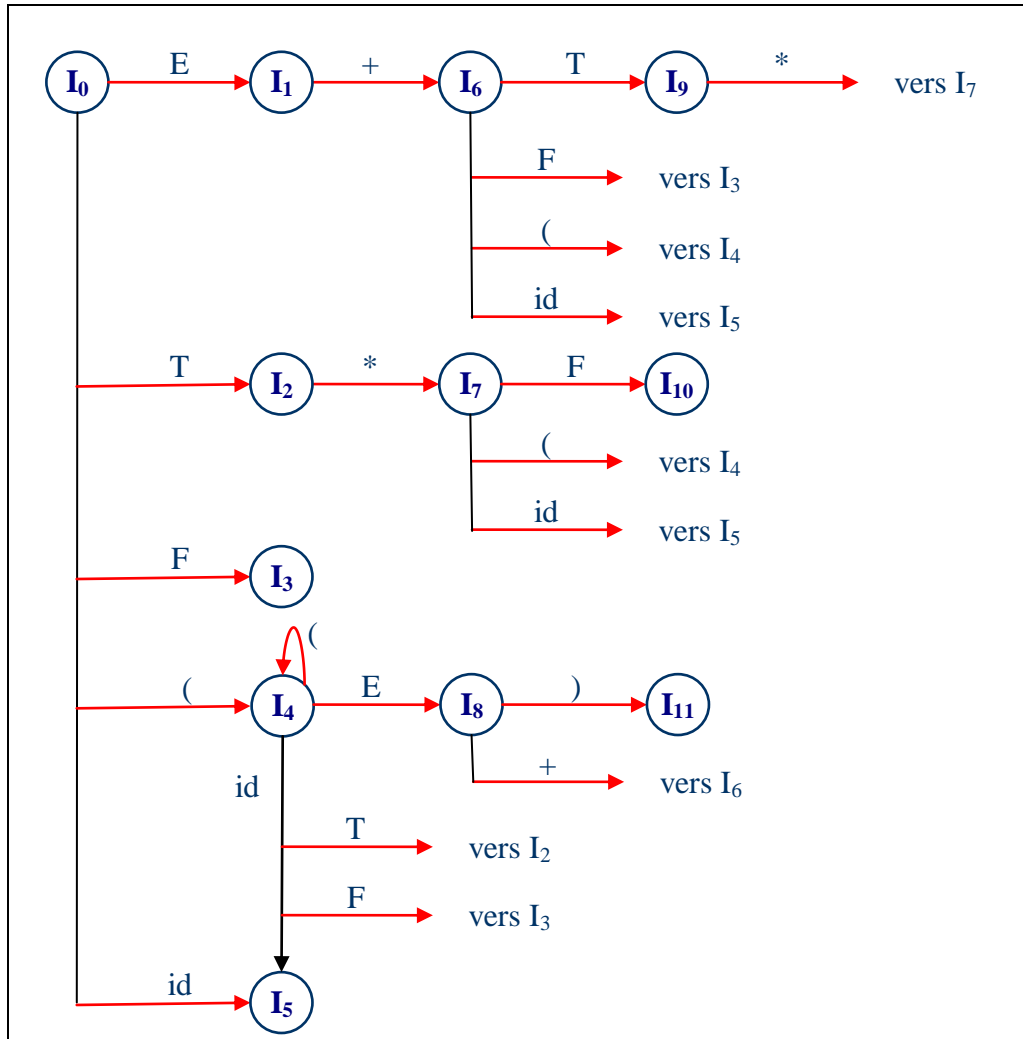 E + T *
I0 I1 I6 I9 vers I7
F
vers I3
(
vers I4
id
vers I5
T * F
I2 I7 I10
(
vers I4
id
vers I5
F
I3
(
( E )
I4 I8 I11
+
id vers I6
T
vers I2
F
vers I3
id
I5